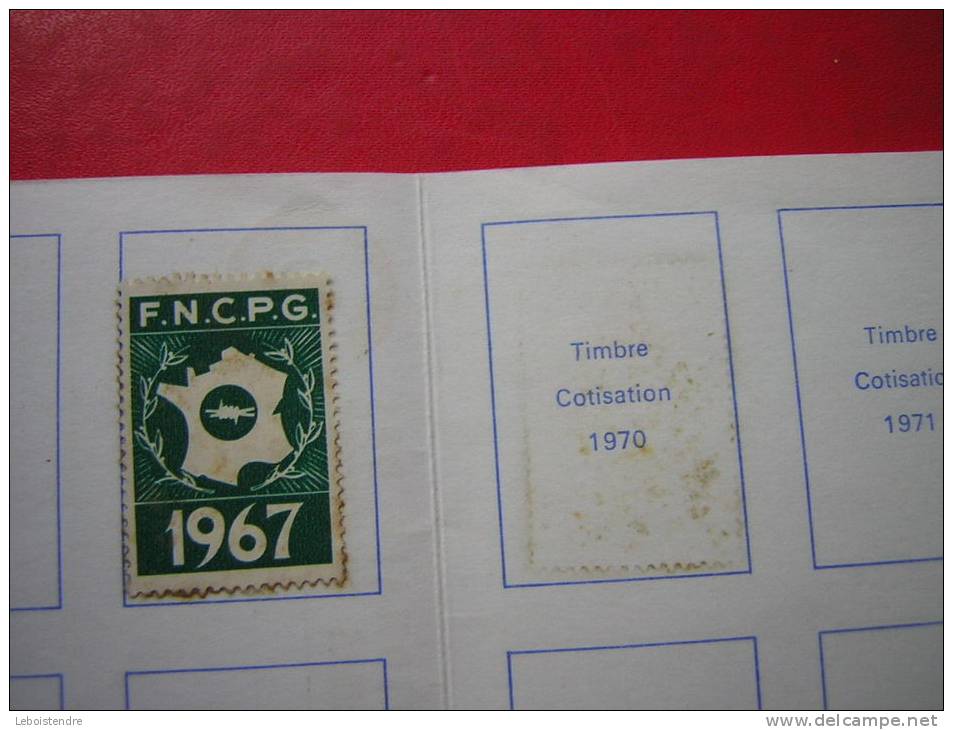 F.N.C.P.G.
1967
Timbre
Cotisation
1970
Timbre
Cotisatio
1971
Leboistendre
www.delcampe.net